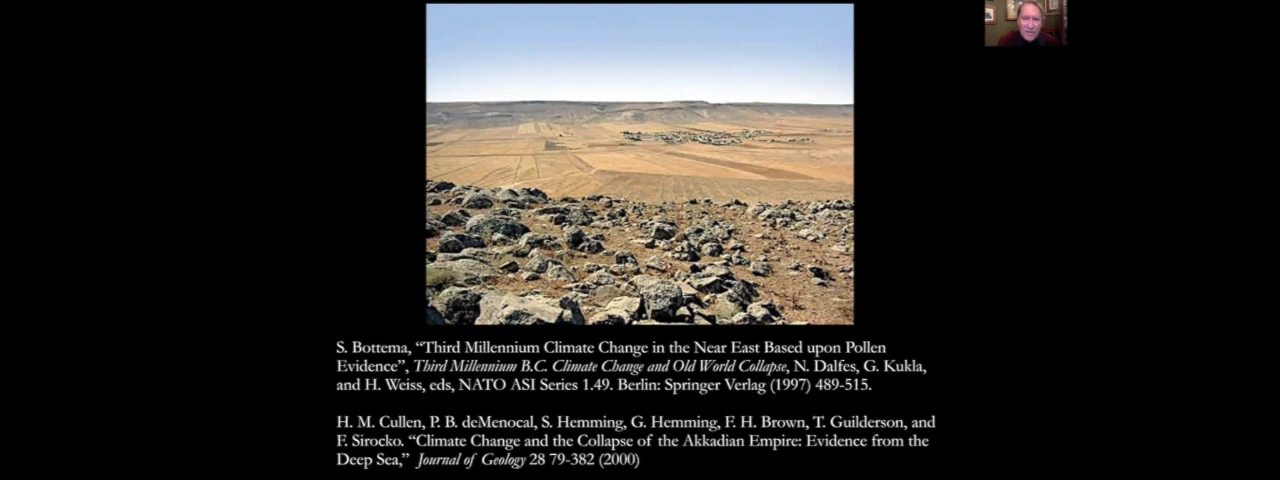 S. Bottema, “Third Millennium Climate Change in the Near East Based upon Pollen
Evidence”, Third Millennium B.C. Climate Change and Old World Collapse, N. Dalfes, G. Kukla,
and H. Weiss, eds, NATO ASI Series 1.49. Berlin: Springer Verlag (1997) 489-515.
H. M. Cullen, P. B. deMenocal, S. Hemming, G. Hemming, F. H. Brown, T. Guilderson, and
F. Sirocko. “Climate Change and the Collapse of the Akkadian Empire: Evidence from the
Deep Sea,” Journal of Geology 28 79-382 (2000)